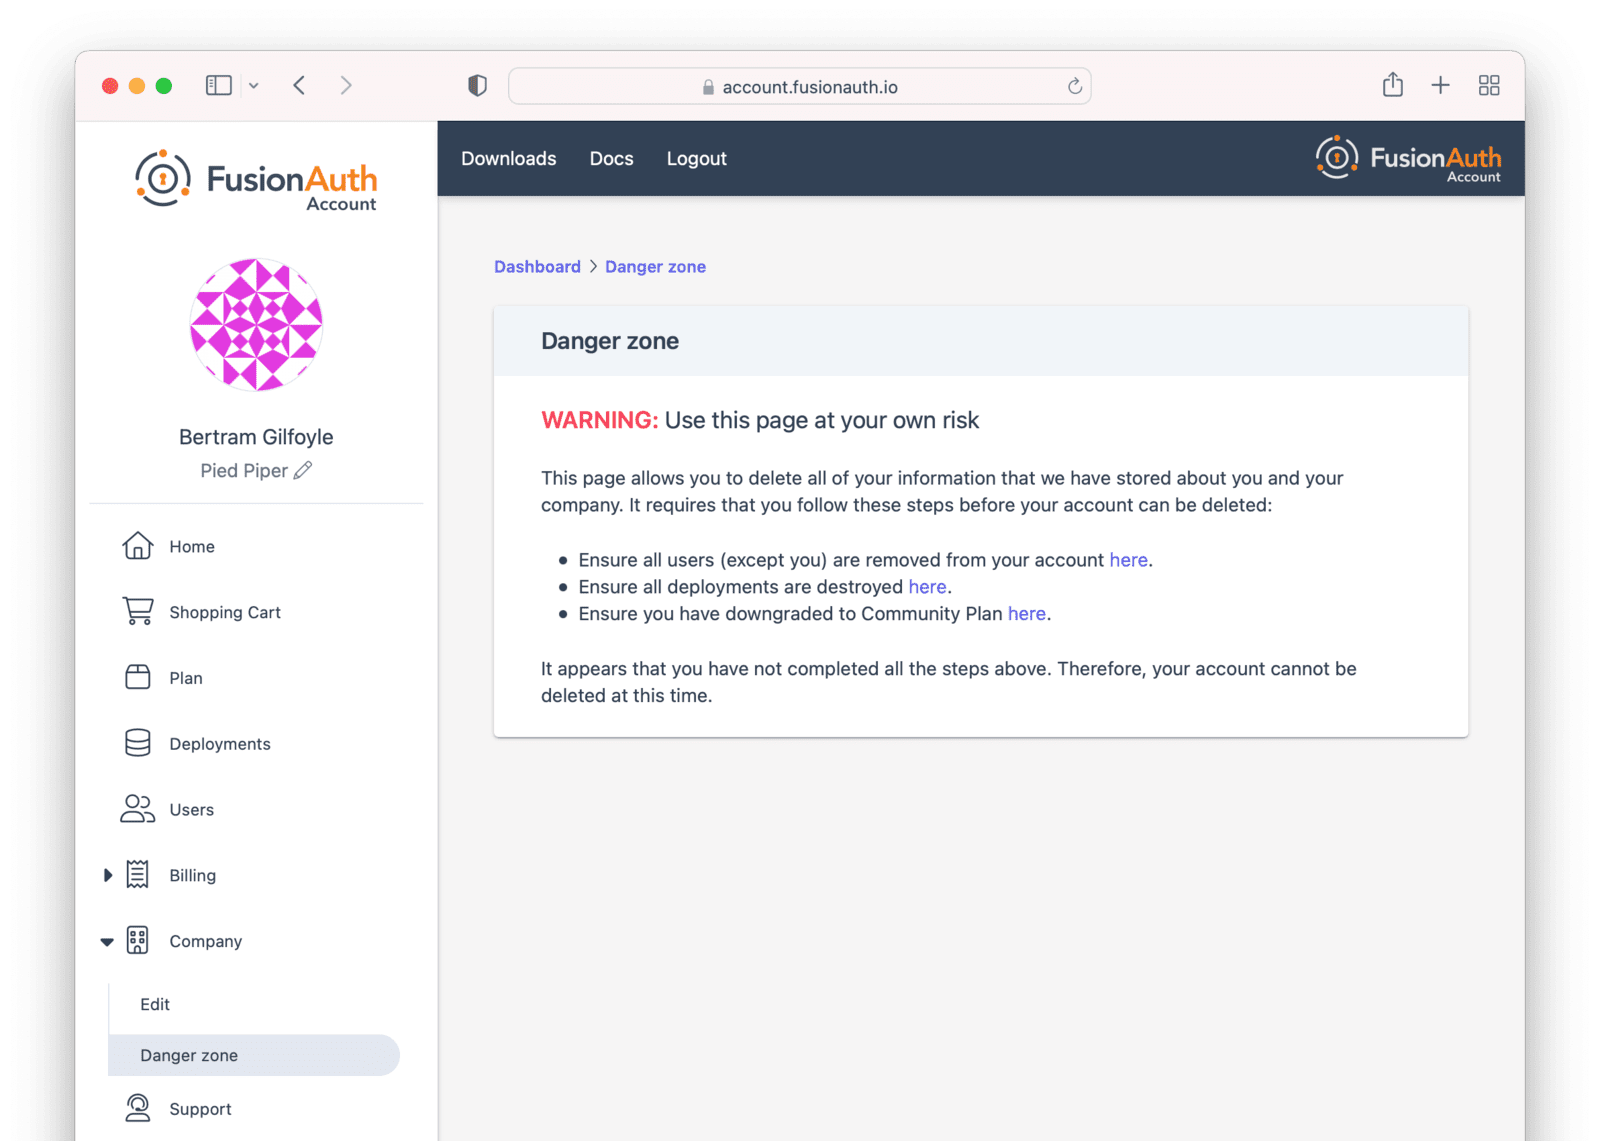 account.fusionauth.io
FusionAuth
Account
Bertram Gilfoyle
Pied Piper
Home
Shopping Cart
Plan
Deployments
Users
Billing
Company
Edit
Danger zone
Support
Downloads Docs Logout
FusionAuth
Account
Dashboard > Danger zone
Danger zone
WARNING: Use this page at your own risk
This page allows you to delete all of your information that we have stored about you and your
company. It requires that you follow these steps before your account can be deleted:
• Ensure all users (except you) are removed from your account here.
• Ensure all deployments are destroyed here.
• Ensure you have downgraded to Community Plan here.
It appears that you have not completed all the steps above. Therefore, your account cannot be
deleted at this time.